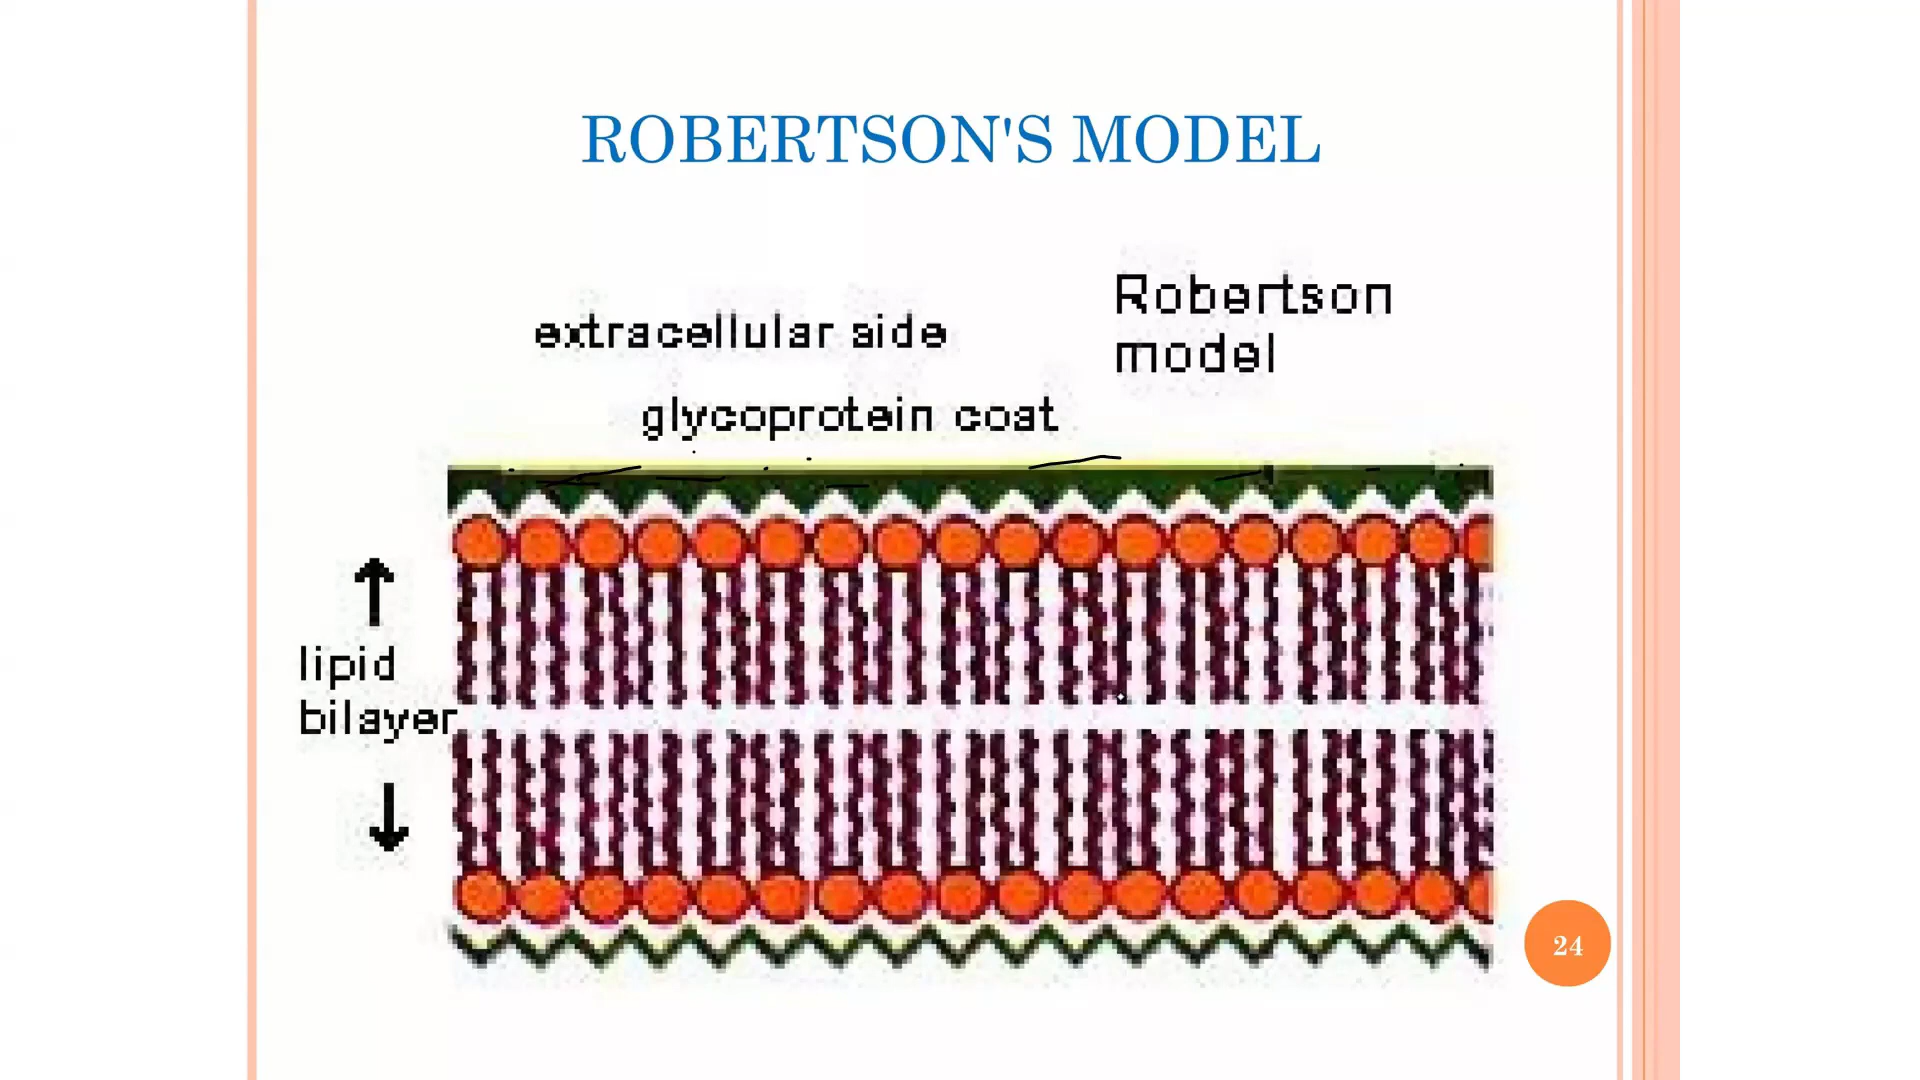 ROBERTSON'S MODEL
Robertson
model
extracellular side
glycoprotein coat
lipid
bilayer
24